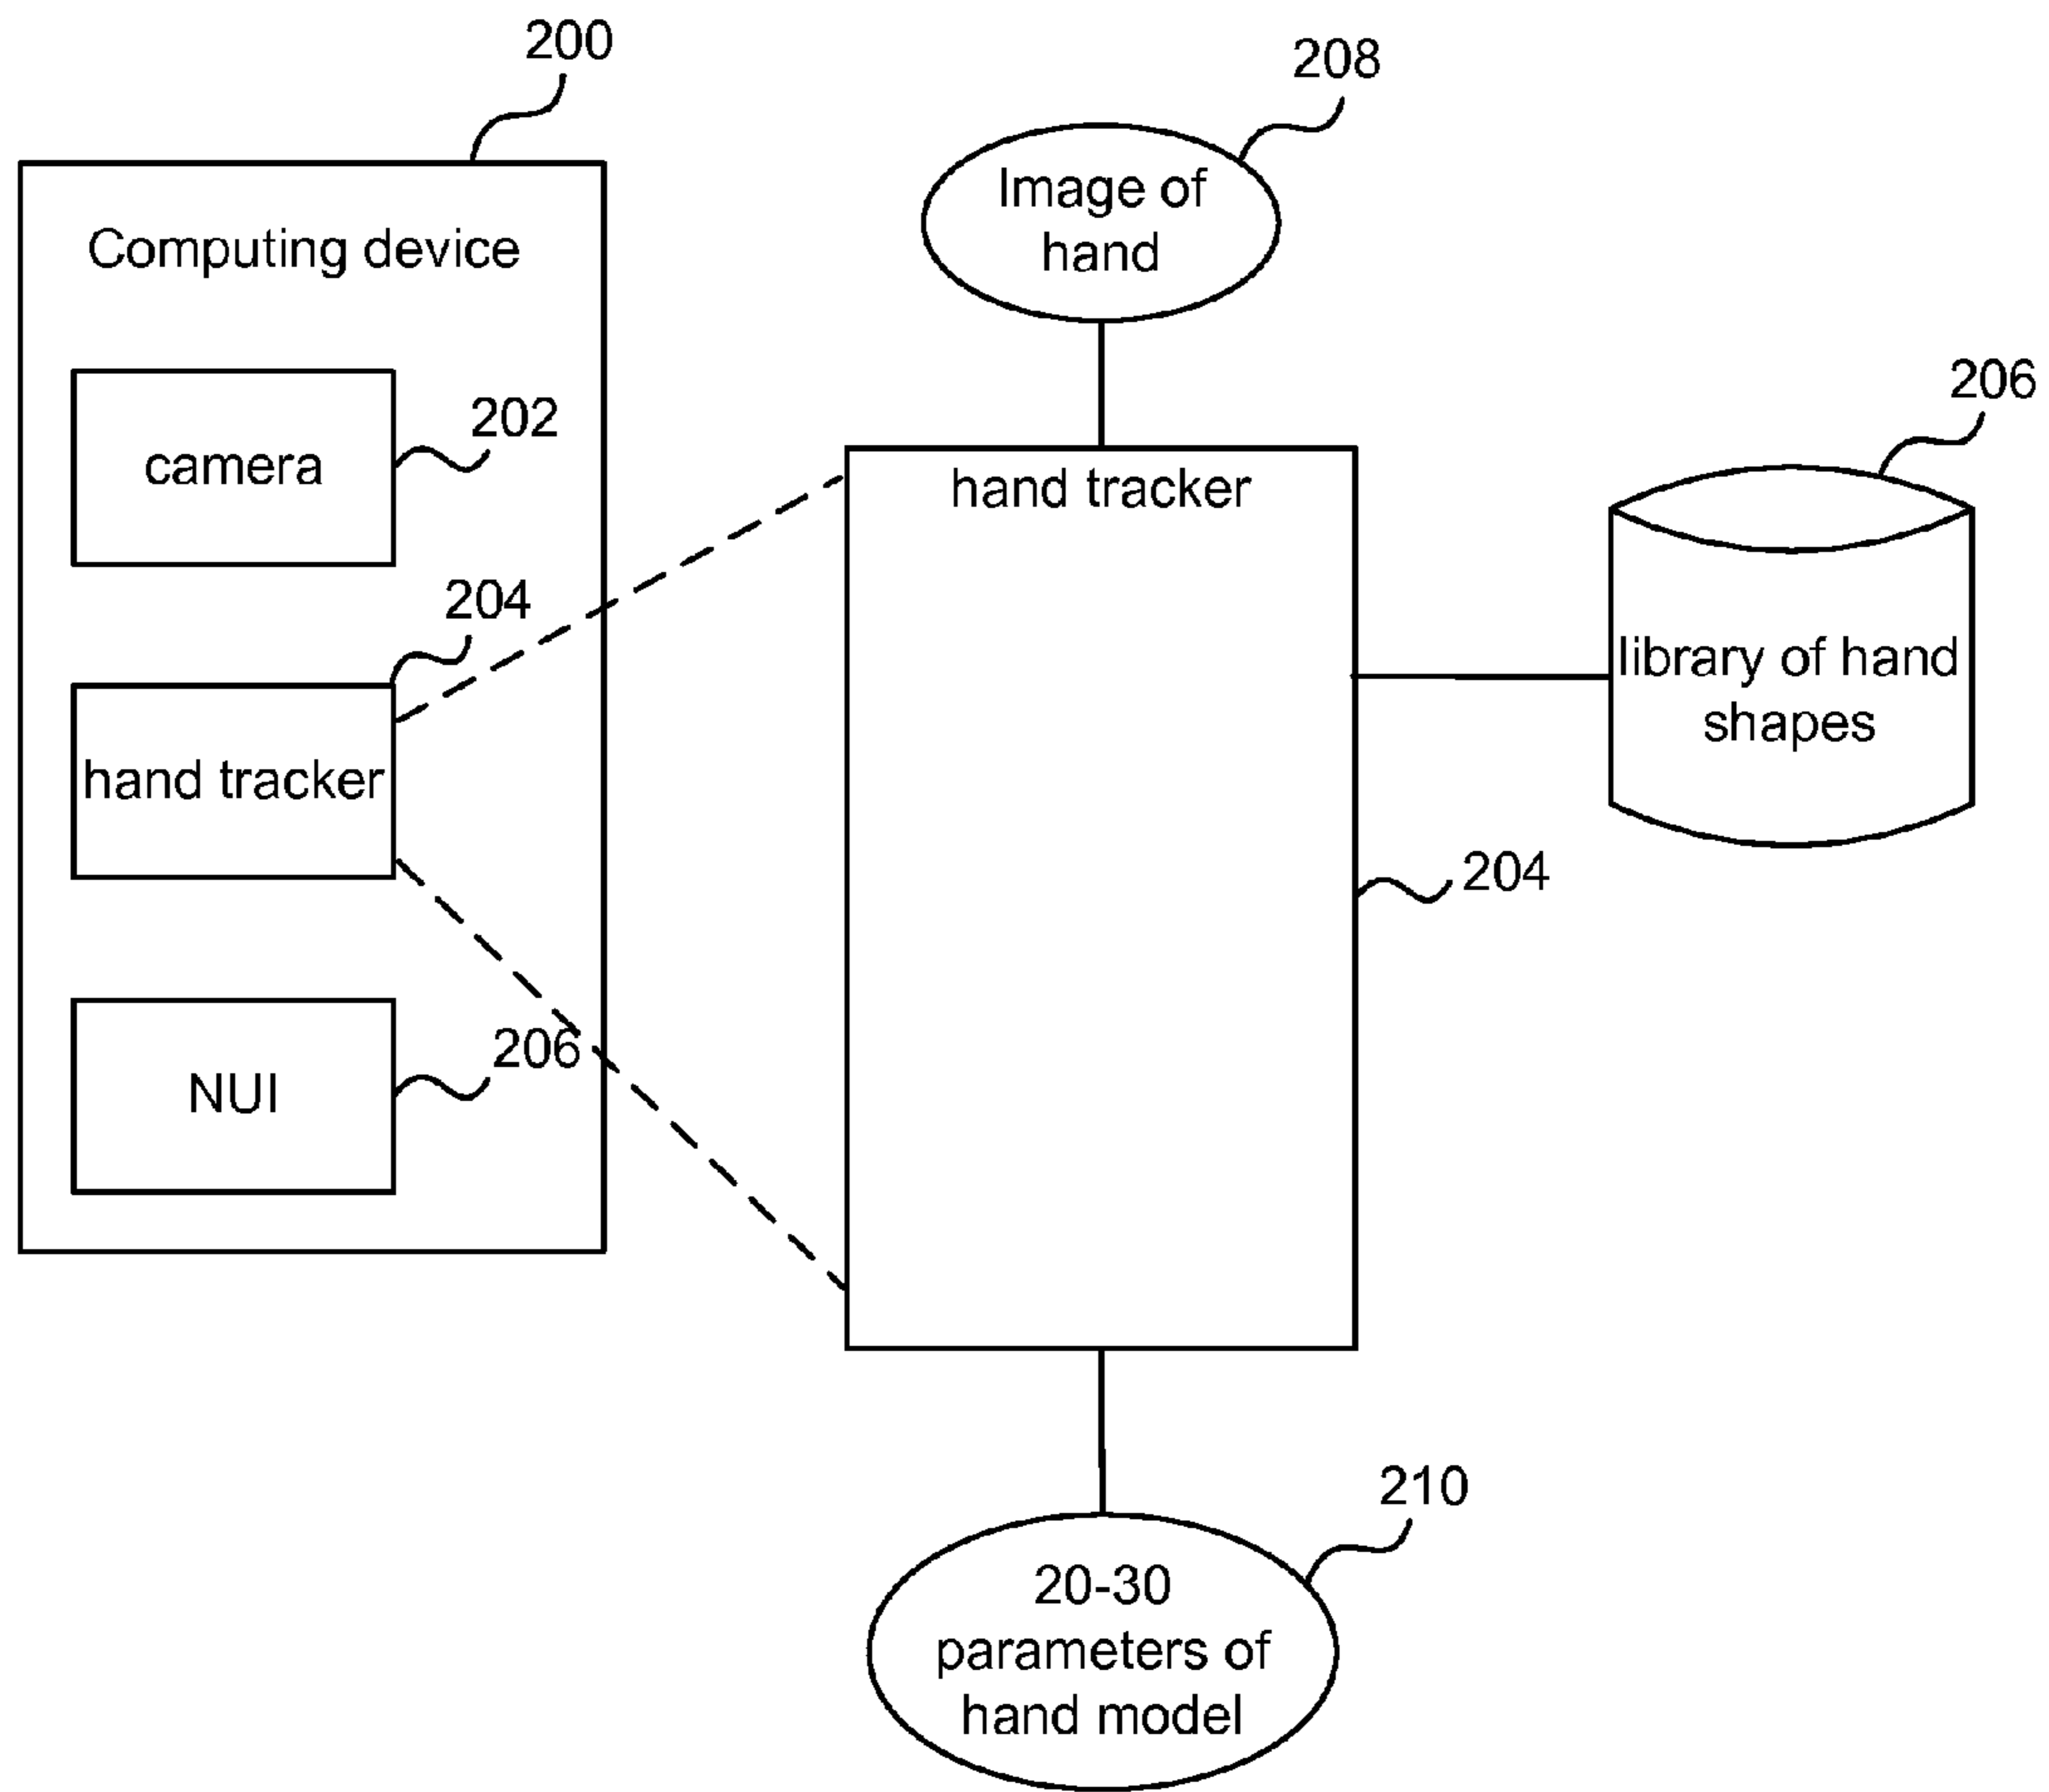 200
Computing device
camera
202
204
hand tracker
206
NUI
208
Image of
hand
hand tracker
206
library of hand
shapes
204
210
20-30
parameters of
hand model